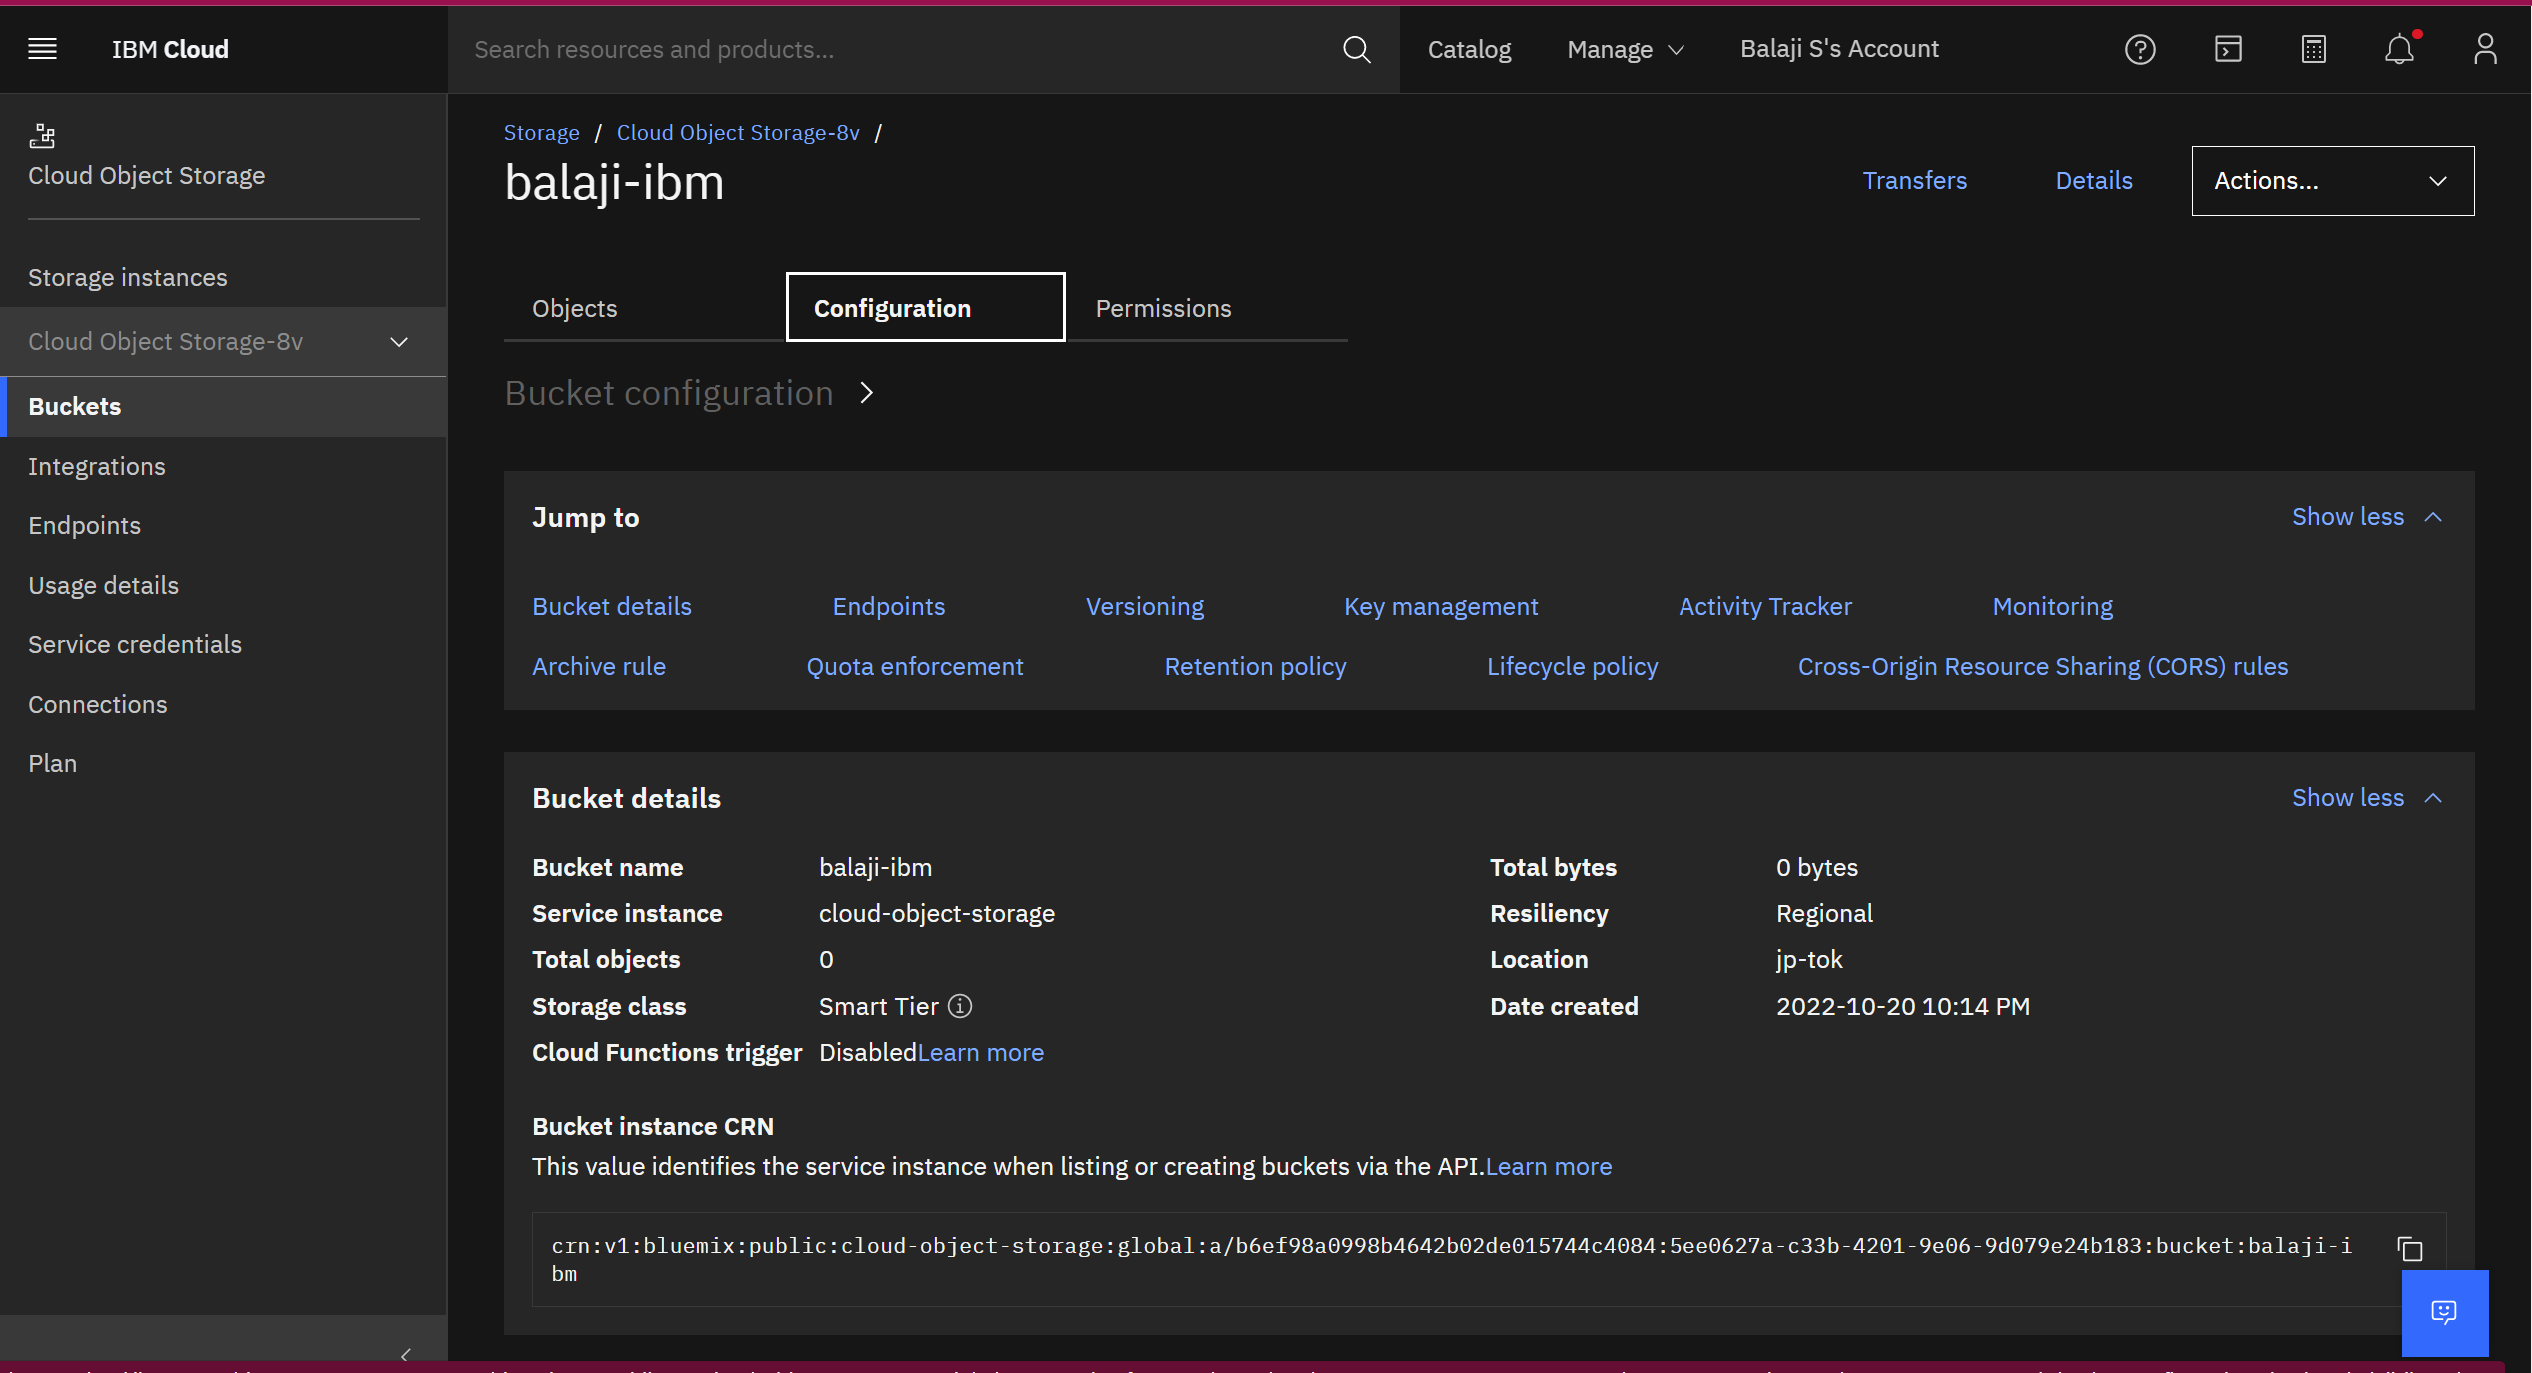 IBM Cloud
Search resources and products...
Catalog
Manage
Balaji S's Account
Cloud Object Storage
Storage instances
Cloud Object Storage-8v
Buckets
Integrations
Endpoints
Usage details
Service credentials
Connections
Plan
Storage / Cloud Object Storage-8v /
balaji-ibm
Transfers
Details
Actions...
Objects
Configuration
Permissions
Bucket configuration
Jump to
Show less
Bucket details
Endpoints
Versioning
Key management
Activity Tracker
Monitoring
Archive rule
Quota enforcement
Retention policy
Lifecycle policy
Cross-Origin Resource Sharing (CORS) rules
Bucket details
Show less
Bucket name balaji-ibm
Service instance cloud-object-storage
Total objects 0
Storage class Smart Tier
Cloud Functions trigger DisabledLearn more
Total bytes 0 bytes
Resiliency Regional
Location jp-tok
Date created 2022-10-20 10:14 PM
Bucket instance CRN
This value identifies the service instance when listing or creating buckets via the API.Learn more
crn:v1:bluemix:public:cloud-object-storage:global:a/b6ef98a0998b4642b02de015744c4084:5ee0627a-c33b-4201-9e06-9d079e24b183:bucket:balaji-i
bm